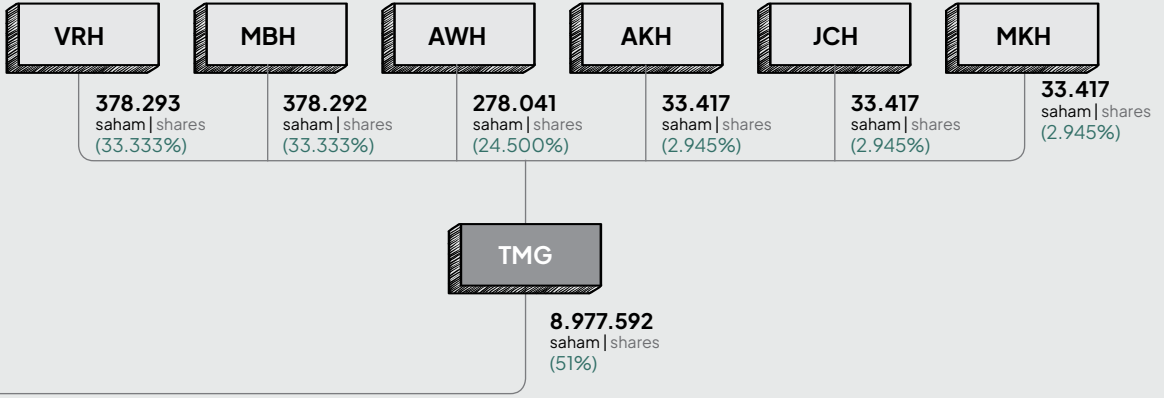 VRH
378.293
saham | shares
(33.333%)
MBH
378.292
saham | shares
(33.333%)
AWH
278.041
saham | shares
(24.500%)
AKH
33.417
saham | shares
(2.945%)
JCH
33.417
saham | shares
(2.945%)
MKH
33.417
saham | shares
(2.945%)
TMG
8.977.592
saham | shares
(51%)